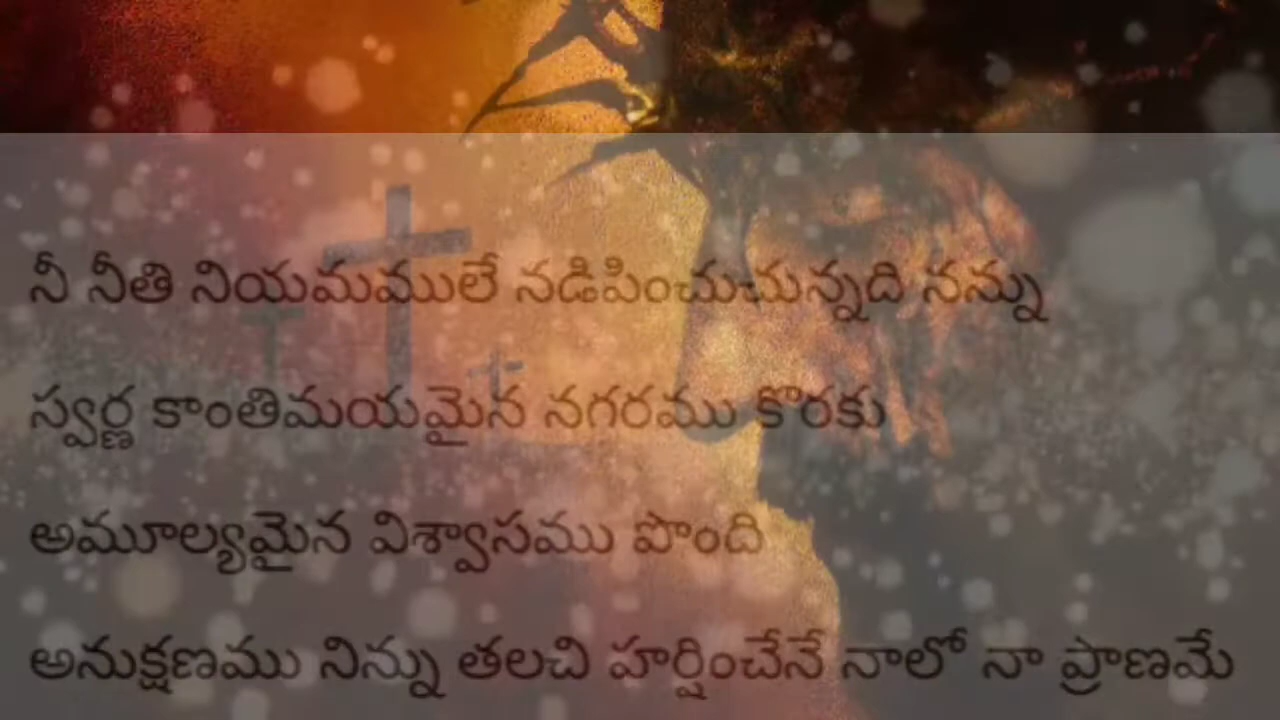 నీ నీతి నియమములే నడిపించుచున్నది నన్ను
స్వర్ణ కాంతిమయమైన నగరము కొరకు
అమూల్యమైన విశ్వాసము పొంది
అనుక్షణము నిన్ను తలచి హర్షించేనే నాలో నా ప్రాణమే